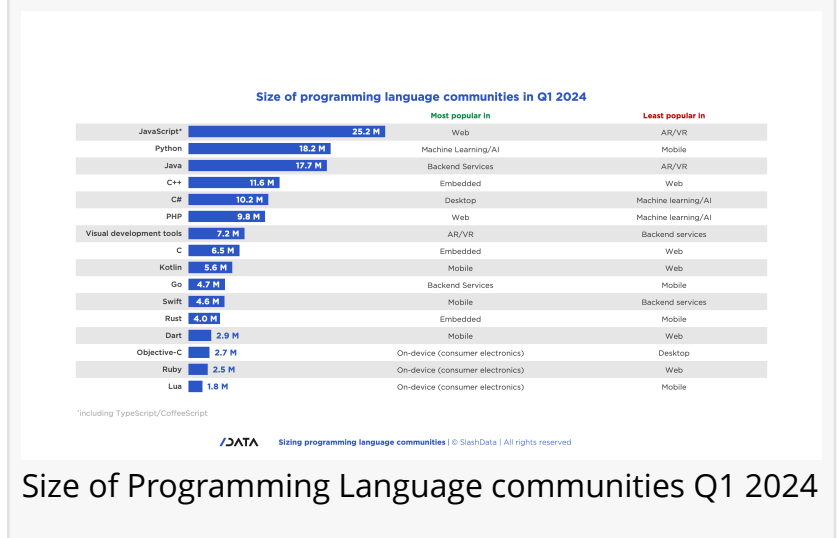 Size of programming language communities in Q1 2024
Most popular in Least popular in
JavaScript* 25.2 M Web AR/VR
Python 18.2 M Machine Learning/AI Mobile
Java 17.7 M Backend Services AR/VR
C++ 11.6 M Embedded Web
C# 10.2 M Desktop Machine learning/AI
PHP 9.8 M Web Machine learning/AI
Visual development tools 7.2 M AR/VR Backend services
C 6.5 M Embedded Web
Kotlin 5.6 M Mobile Web
Go 4.7 M Backend Services Mobile
Swift 4.6 M Mobile Backend services
Rust 4.0 M Embedded Mobile
Dart 2.9 M Mobile Web
Objective-C 2.7 M On-device (consumer electronics) Desktop
Ruby 2.5 M On-device (consumer electronics) Web
Lua 1.8 M On-device (consumer electronics) Mobile
*including TypeScript/CoffeeScript
/DATA Sizing programming language communities | © SlashData | All rights reserved
Size of Programming Language communities Q1 2024